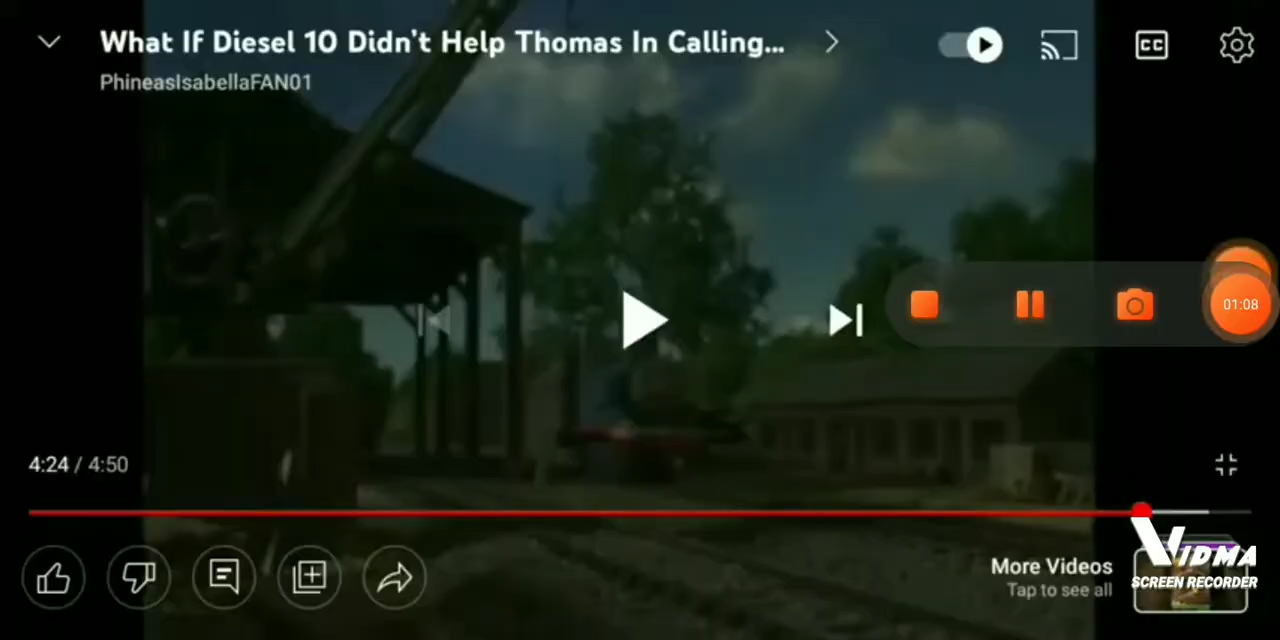 What If Diesel 10 Didn't Help Thomas In Calling...
PhineasIsabellaFAN01
CC
01:08
4:24 / 4:50
More Videos
Tap to see all
VIDMA
SCREEN RECORDER